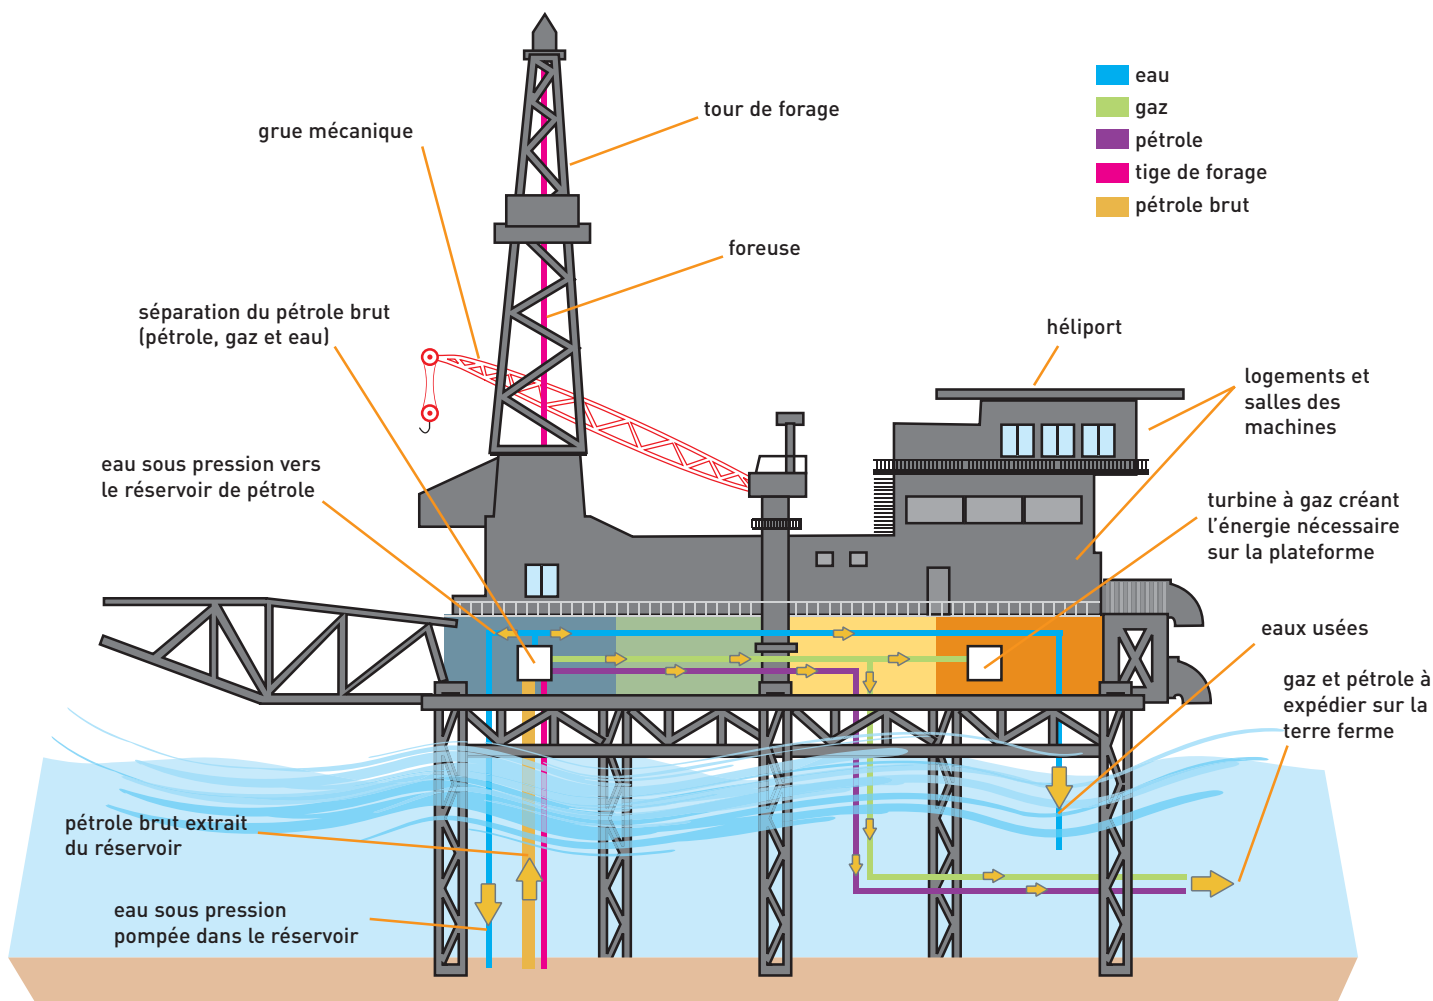 eau
gaz
pétrole
tige de forage
pétrole brut
tour de forage
grue mécanique
foreuse
séparation du pétrole brut
(pétrole, gaz et eau)
héliport
logements et
salles des
machines
eau sous pression vers
le réservoir de pétrole
turbine à gaz créant
l’énergie nécessaire
sur la plateforme
eaux usées
gaz et pétrole à
expédier sur la
terre ferme
pétrole brut extrait
du réservoir
eau sous pression
pompée dans le réservoir